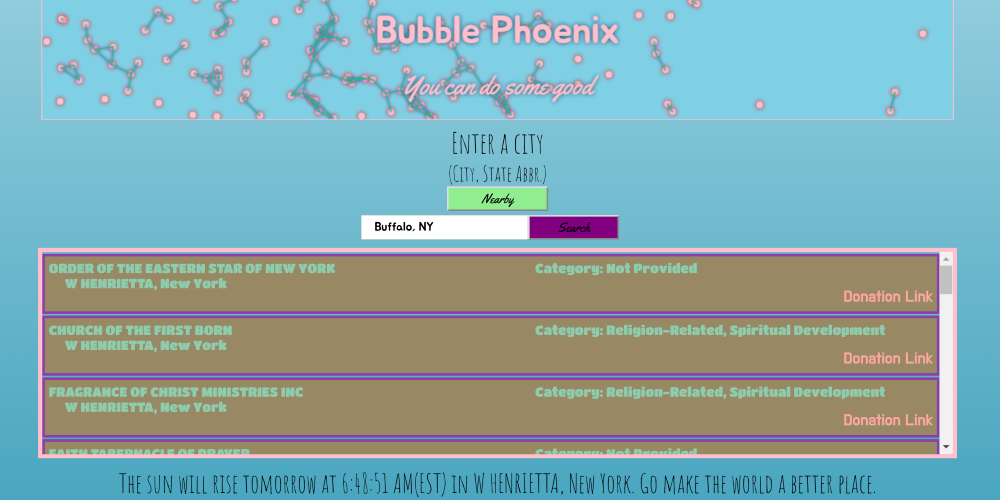 Bubble Phoenix
You can do some good
Enter a city
(City, State Abbr.)
Nearby
Buffalo, NY
Search
ORDER OF THE EASTERN STAR OF NEW YORK
Category: Not Provided
W HENRIETTA, New York
Donation Link
CHURCH OF THE FIRST BORN
Category: Religion-Related, Spiritual Development
W HENRIETTA, New York
Donation Link
FRAGRANCE OF CHRIST MINISTRIES INC
Category: Religion-Related, Spiritual Development
W HENRIETTA, New York
Donation Link
FAITH TABERNACLE OF PRAYER
Category: Not Provided
The sun will rise tomorrow at 6:48:51 AM(EST) in W HENRIETTA, New York. Go make the world a better place.